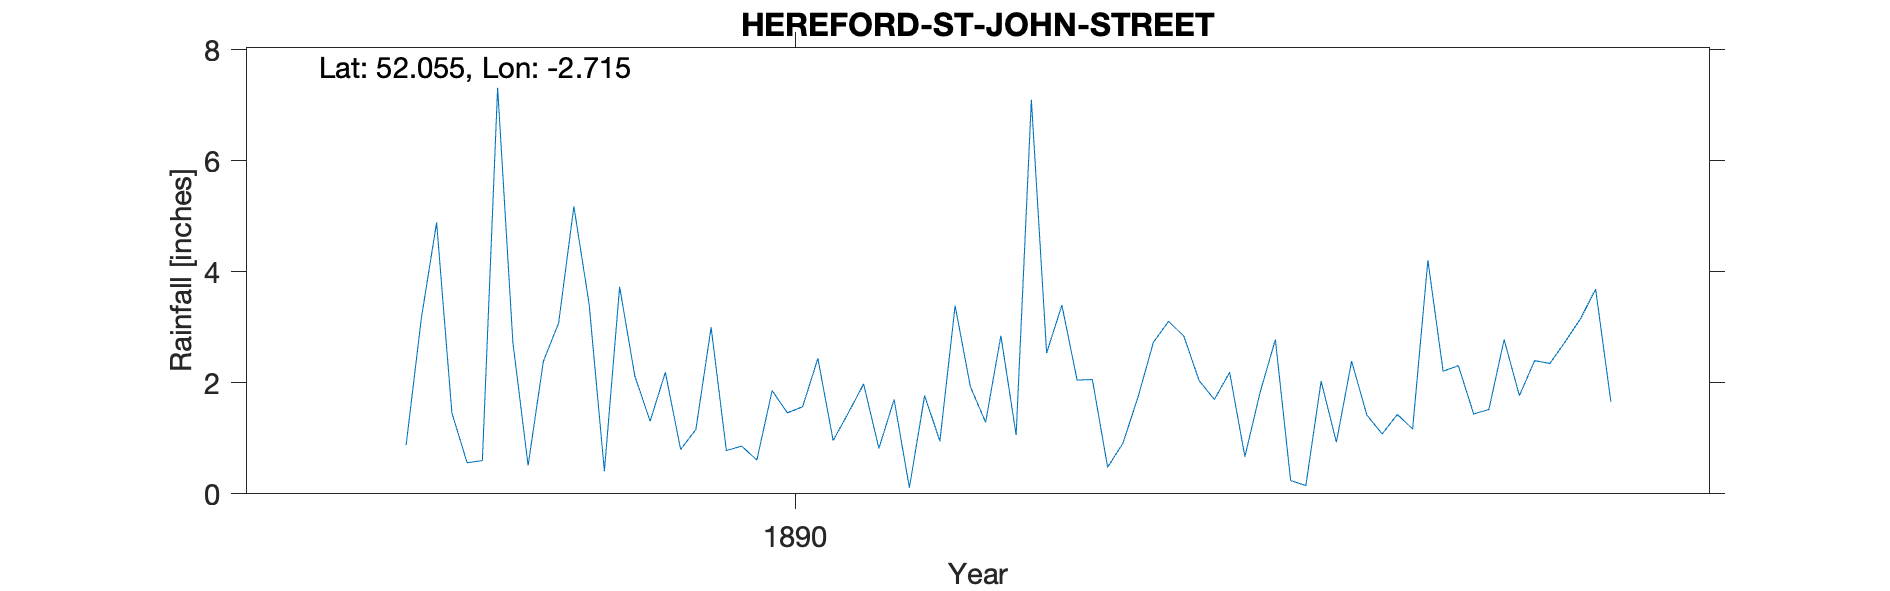 HEREFORD-ST-JOHN-STREET
Lat: 52.055, Lon: -2.715
8
6
4
2
0
Rainfall [inches]
1890
Year